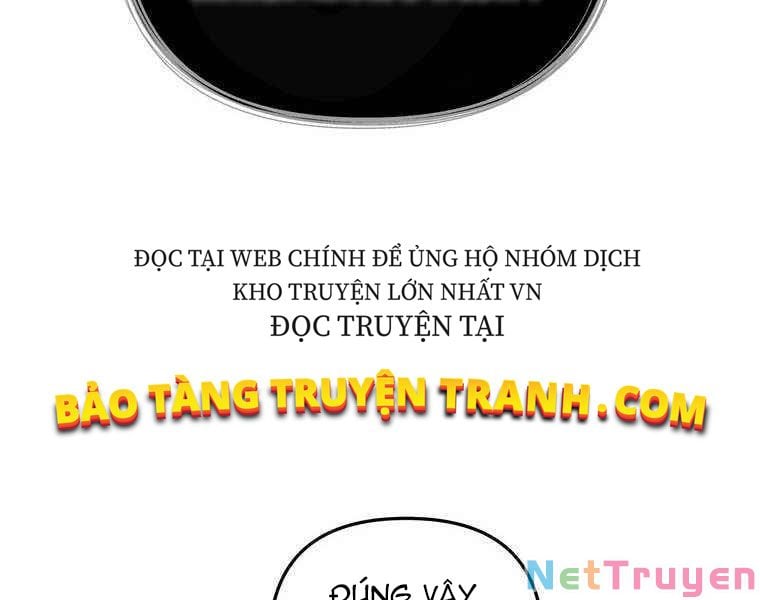 ĐỌC TẠI WEB CHÍNH ĐỂ ỦNG HỘ NHÓM DỊCH
KHO TRUYỆN LỚN NHẤT VN
ĐỌC TRUYỆN TẠI
BẢO TÀNG TRUYỆN TRANH.COM
ĐÚNG VẬY
NetTruyen